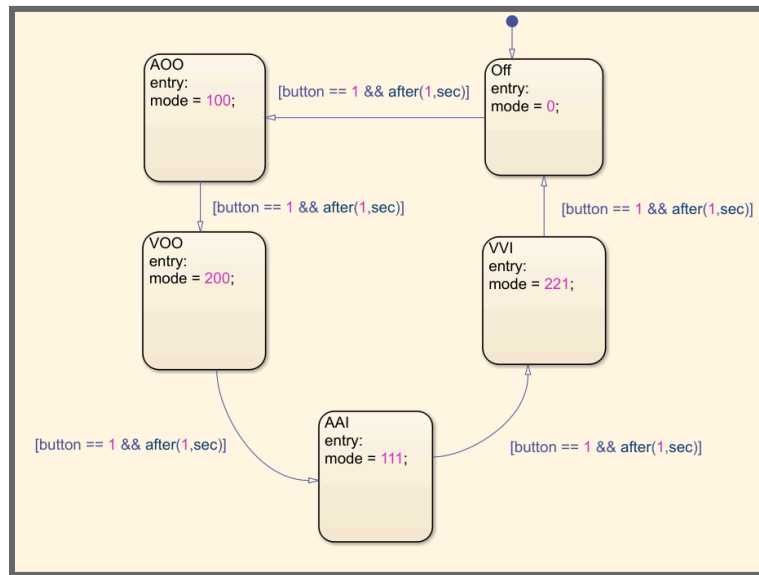 AOO
entry:
mode = 100;
[button == 1 && after(1,sec)]
Off
entry:
mode = 0;
[button == 1 && after(1,sec)]
VOO
entry:
mode = 200;
[button == 1 && after(1,sec)]
VVI
entry:
mode = 221;
[button == 1 && after(1,sec)]
AAI
entry:
mode = 111;
[button == 1 && after(1,sec)]